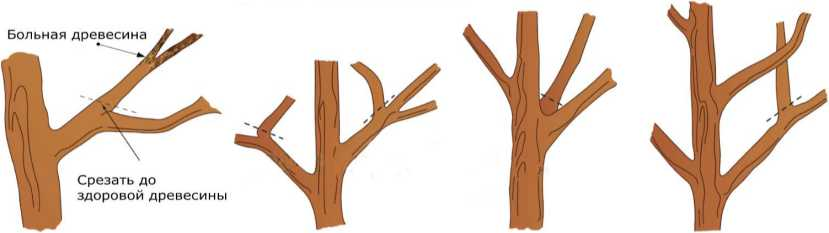 Больная древесина
Срезать до
здоровой древесины